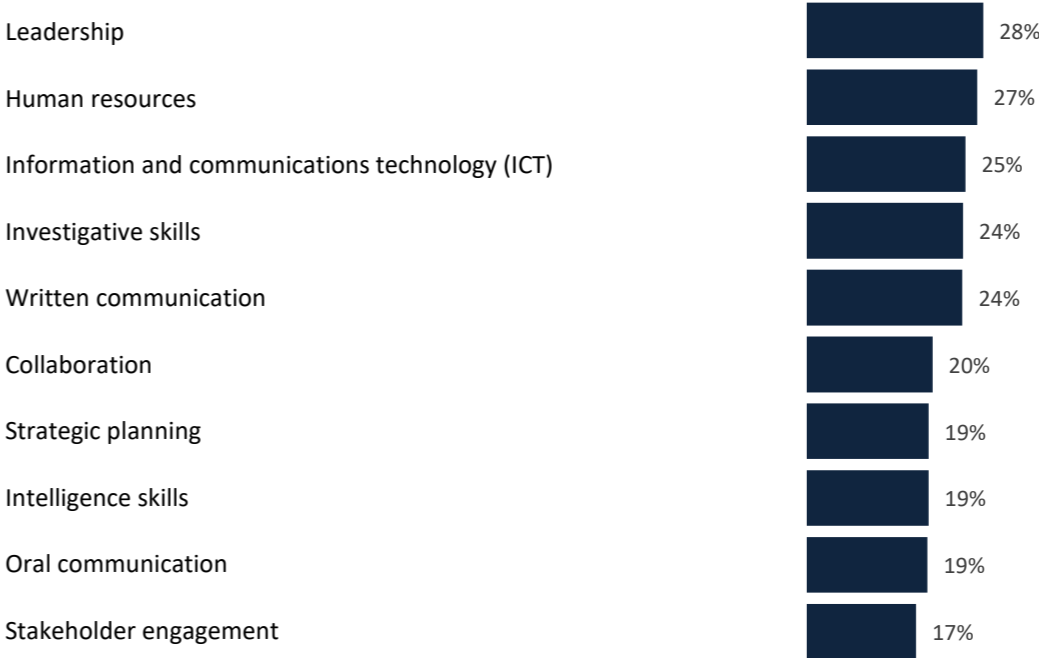 Leadership 28%
Human resources 27%
Information and communications technology (ICT) 25%
Investigative skills 24%
Written communication 24%
Collaboration 20%
Strategic planning 19%
Intelligence skills 19%
Oral communication 19%
Stakeholder engagement 17%